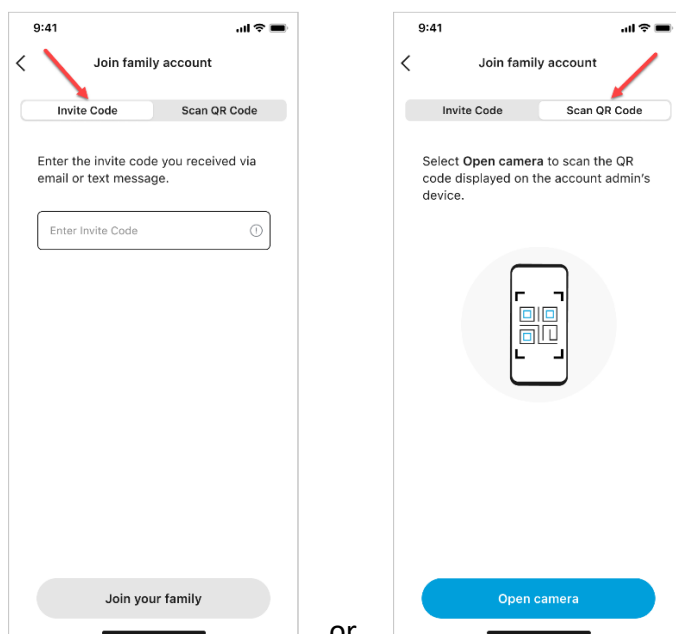 9:41
Join family account
Invite Code
Scan QR Code
Enter the invite code you received via
email or text message.
Enter Invite Code
Join your family
or
9:41
Join family account
Invite Code
Scan QR Code
Select Open camera to scan the QR
code displayed on the account admin's
device.
Open camera